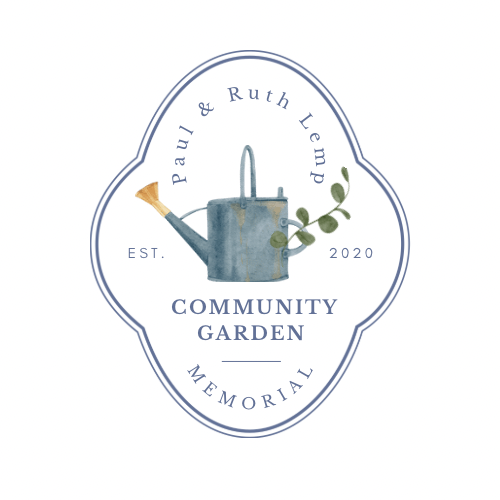 Paul & Ruth Lemp
EST. 2020
COMMUNITY
GARDEN
MEMORIAL